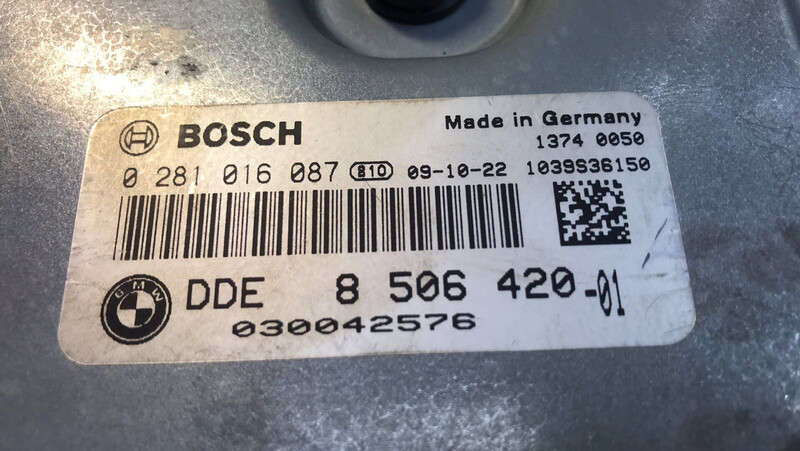 BOSCH Made in Germany
1374 0050
0 281 016 087 810 09-10-22 1039S36150
BMW DDE 8 506 420-01
030042576